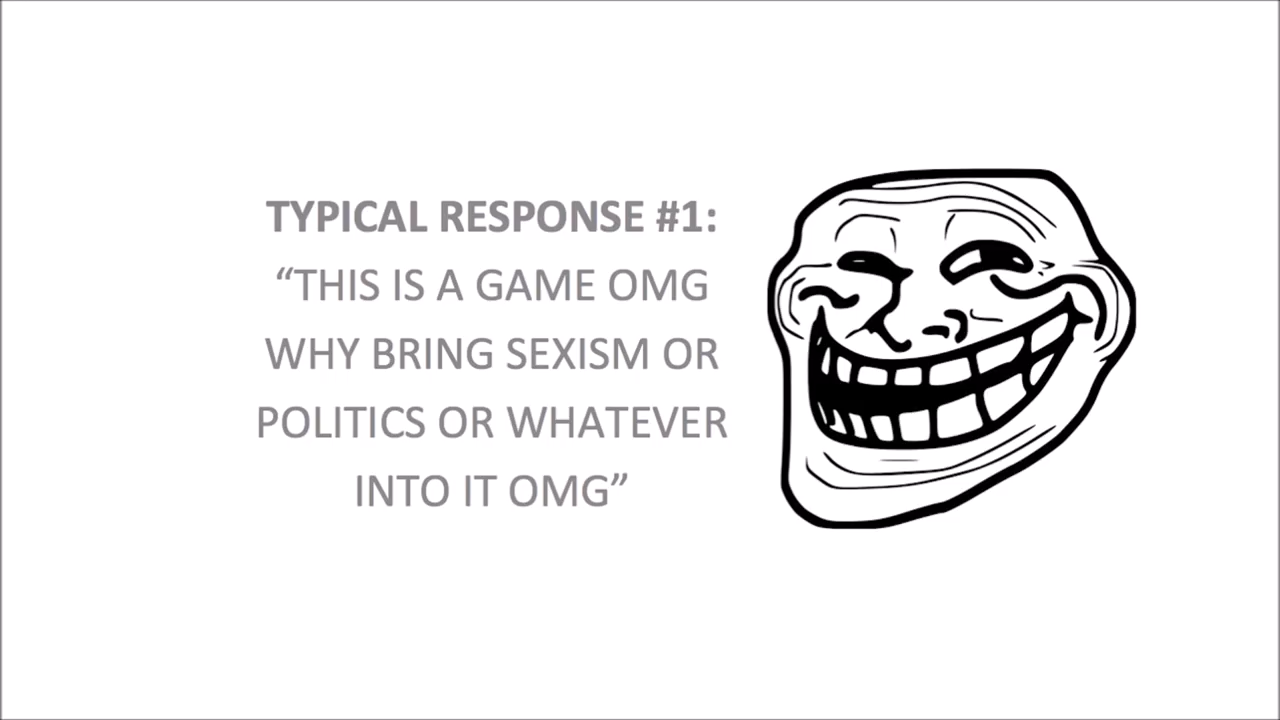 TYPICAL RESPONSE #1:
“THIS IS A GAME OMG
WHY BRING SEXISM OR
POLITICS OR WHATEVER
INTO IT OMG”